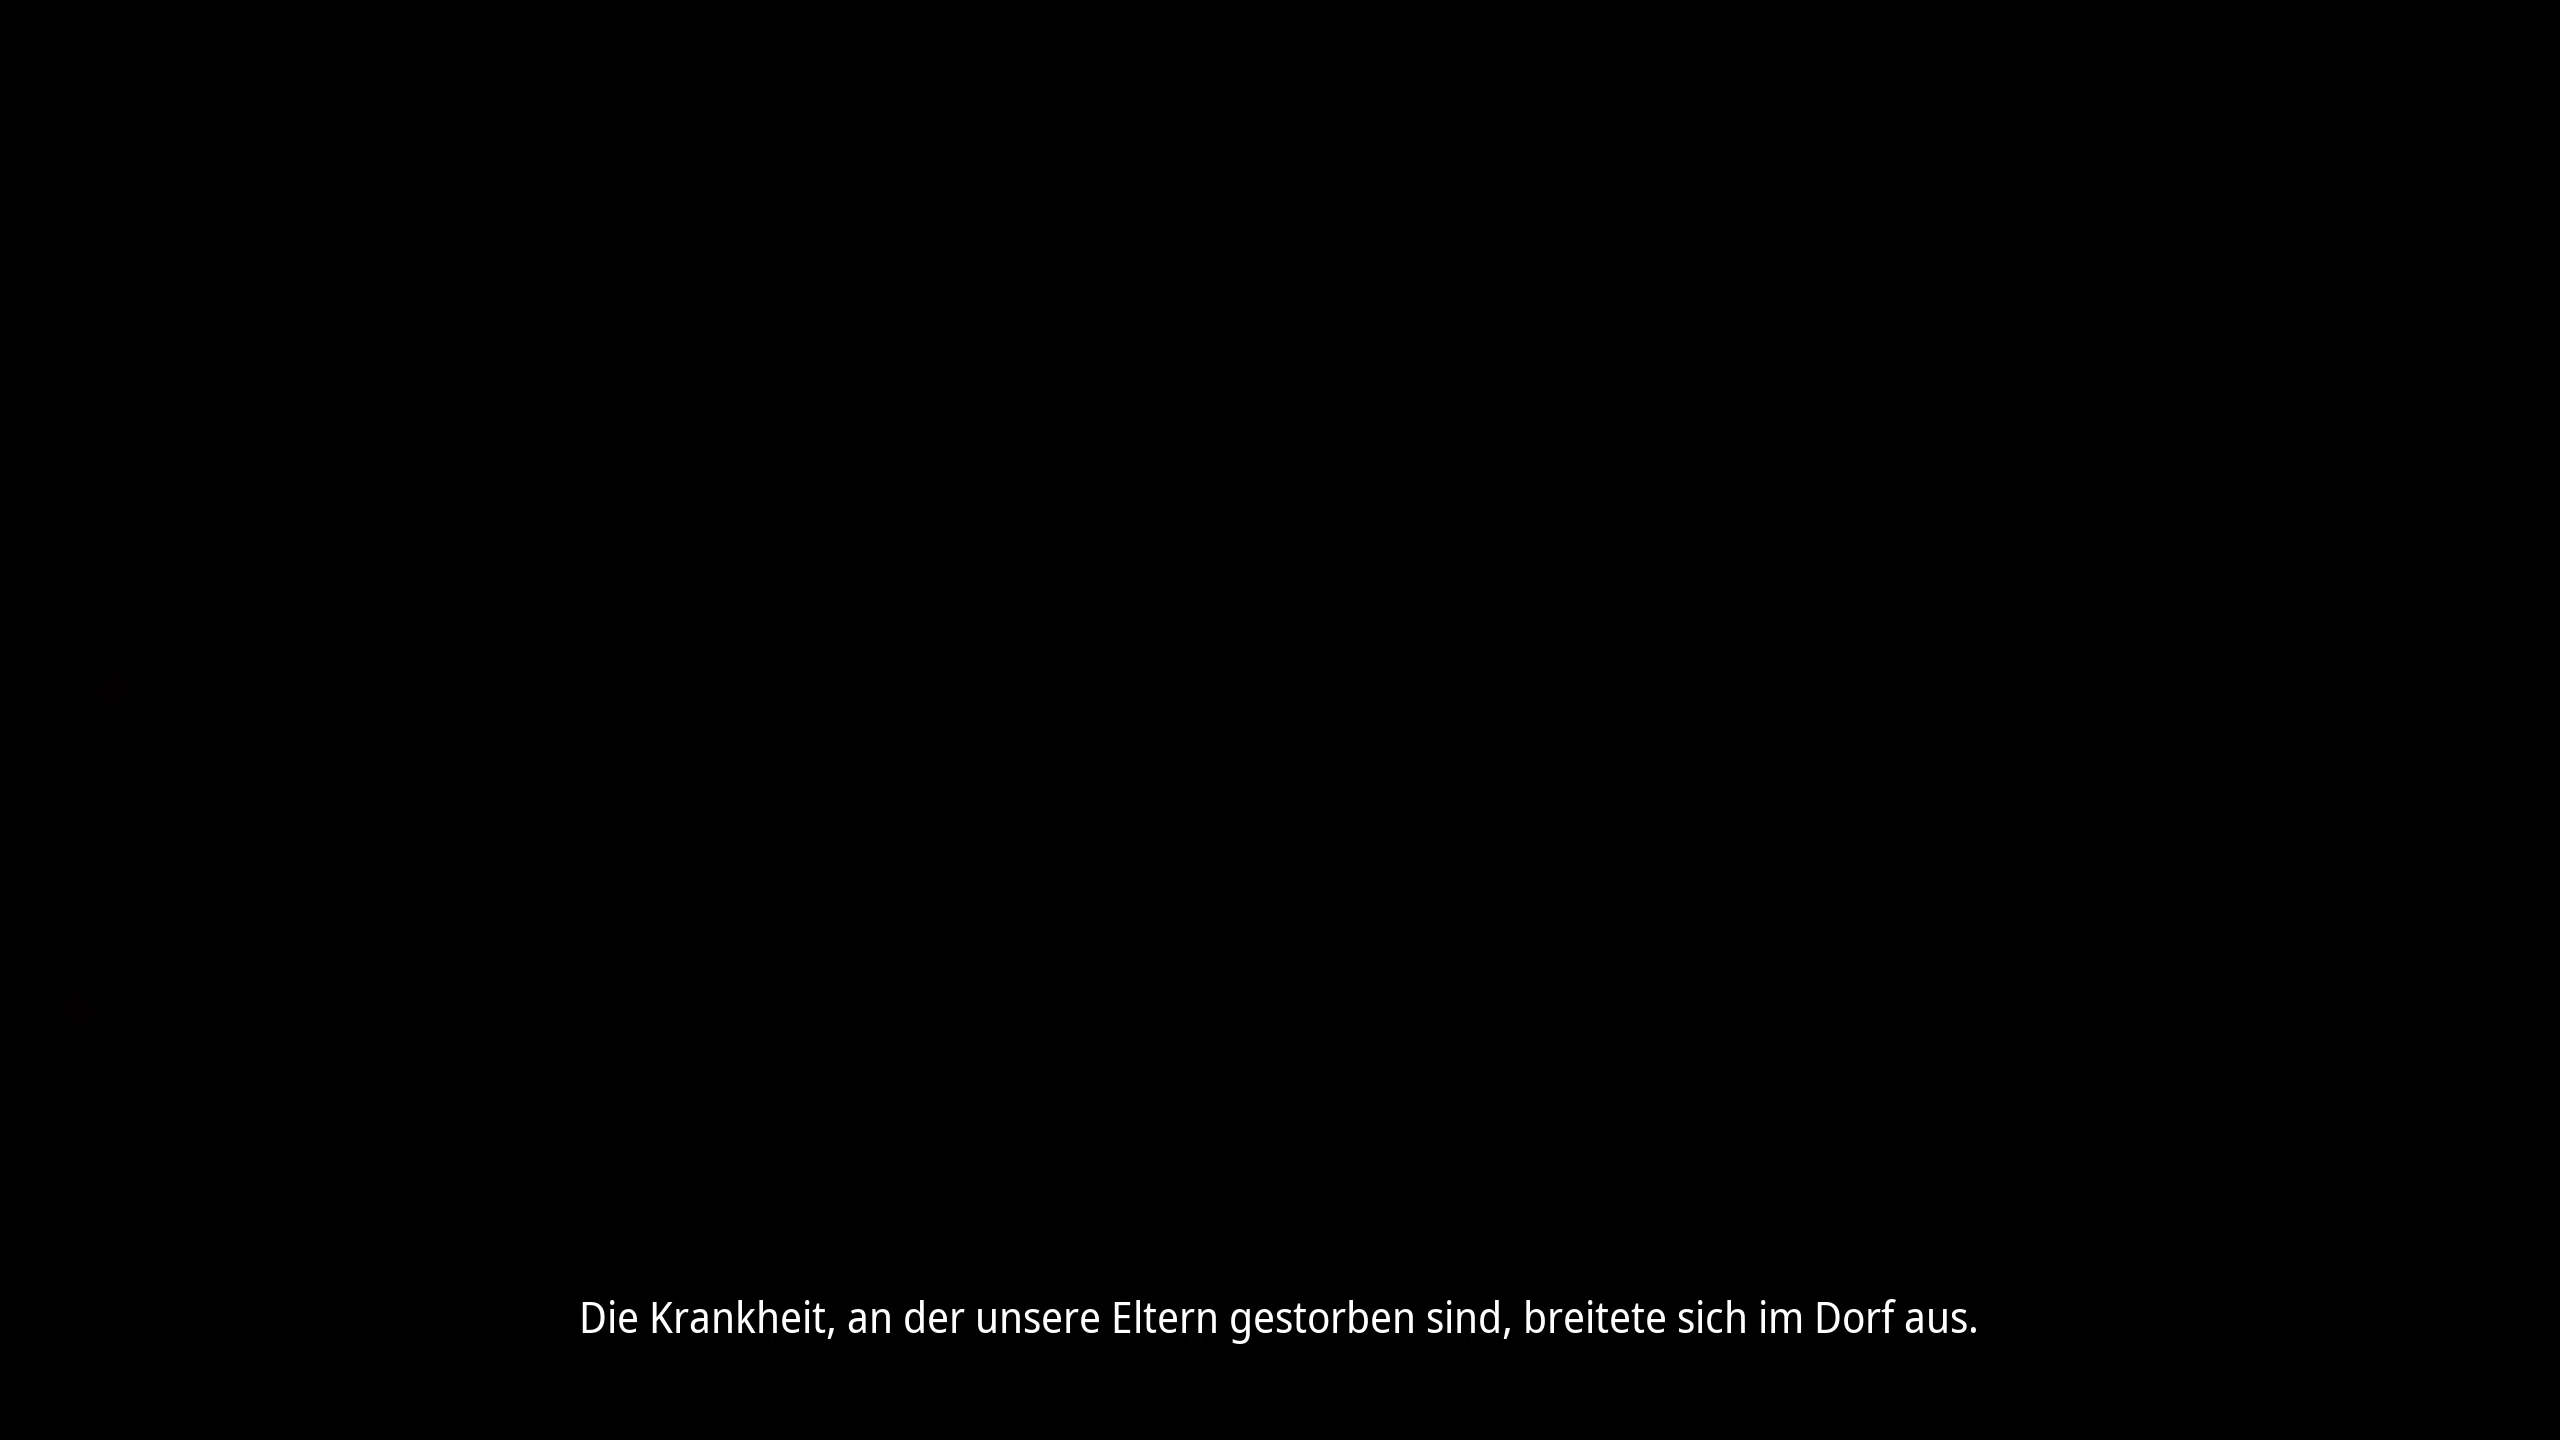 Die Krankheit, an der unsere Eltern gestorben sind, breitete sich im Dorf aus.